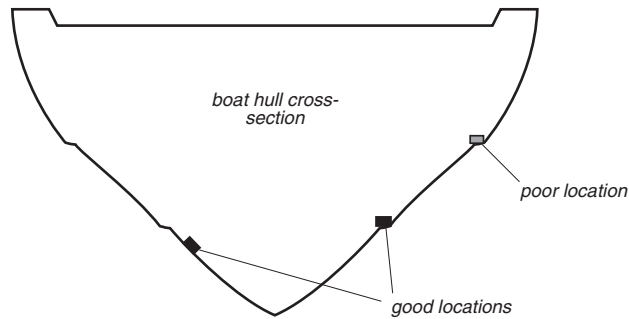 boat hull cross-
section
poor location
good locations